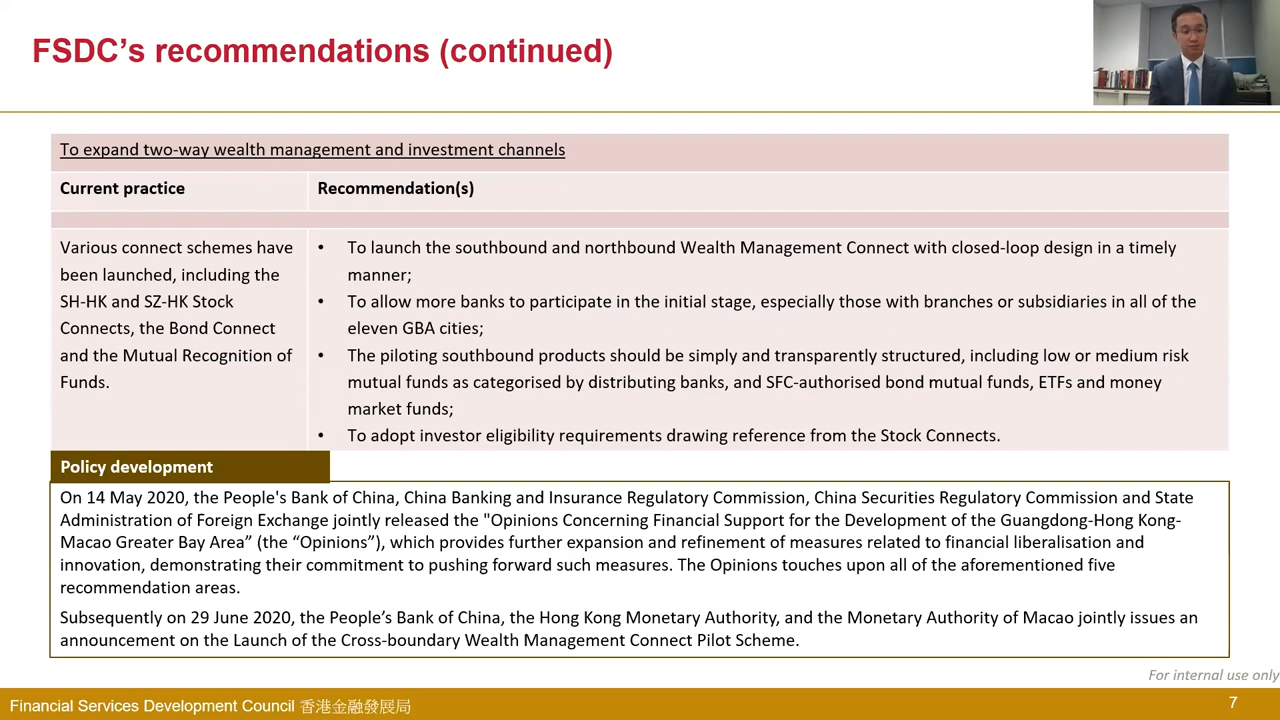 FSDC’s recommendations (continued)
To expand two-way wealth management and investment channels
Current practice
Recommendation(s)
Various connect schemes have
been launched, including the
SH-HK and SZ-HK Stock
Connects, the Bond Connect
and the Mutual Recognition of
Funds.
• To launch the southbound and northbound Wealth Management Connect with closed-loop design in a timely
manner;
• To allow more banks to participate in the initial stage, especially those with branches or subsidiaries in all of the
eleven GBA cities;
• The piloting southbound products should be simply and transparently structured, including low or medium risk
mutual funds as categorised by distributing banks, and SFC-authorised bond mutual funds, ETFs and money
market funds;
• To adopt investor eligibility requirements drawing reference from the Stock Connects.
Policy development
On 14 May 2020, the People's Bank of China, China Banking and Insurance Regulatory Commission, China Securities Regulatory Commission and State
Administration of Foreign Exchange jointly released the "Opinions Concerning Financial Support for the Development of the Guangdong-Hong Kong-
Macao Greater Bay Area” (the “Opinions”), which provides further expansion and refinement of measures related to financial liberalisation and
innovation, demonstrating their commitment to pushing forward such measures. The Opinions touches upon all of the aforementioned five
recommendation areas.
Subsequently on 29 June 2020, the People’s Bank of China, the Hong Kong Monetary Authority, and the Monetary Authority of Macao jointly issues an
announcement on the Launch of the Cross-boundary Wealth Management Connect Pilot Scheme.
For internal use only
Financial Services Development Council 香港金融發展局
7